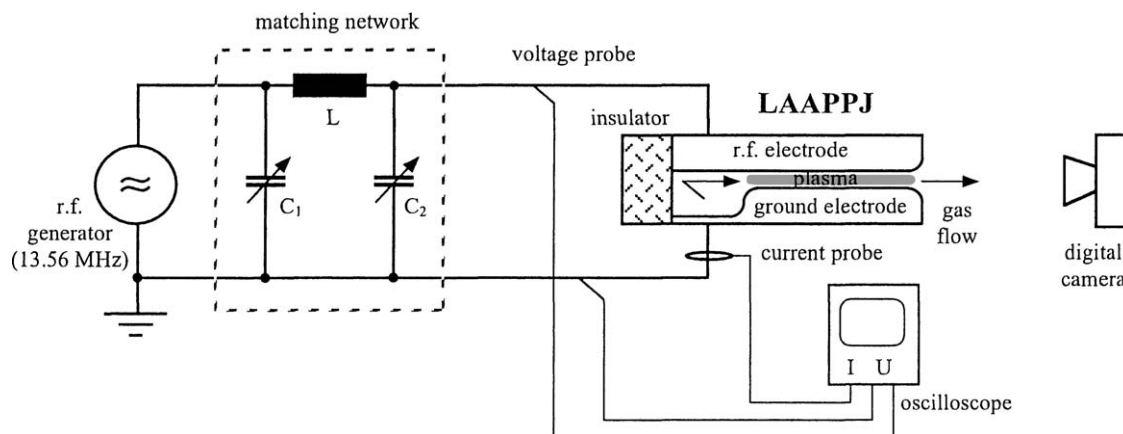 matching network
voltage probe
LAAPPJ
insulator
L
r.f. electrode
plasma
C1
C2
ground electrode
r.f.
generator
(13.56 MHz)
gas
flow
current probe
digital
camera
I U
oscilloscope